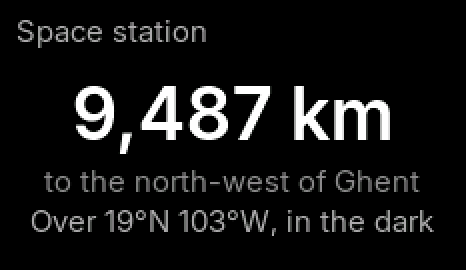 Space station
9,487 km
to the north-west of Ghent
Over 19°N 103°W, in the dark